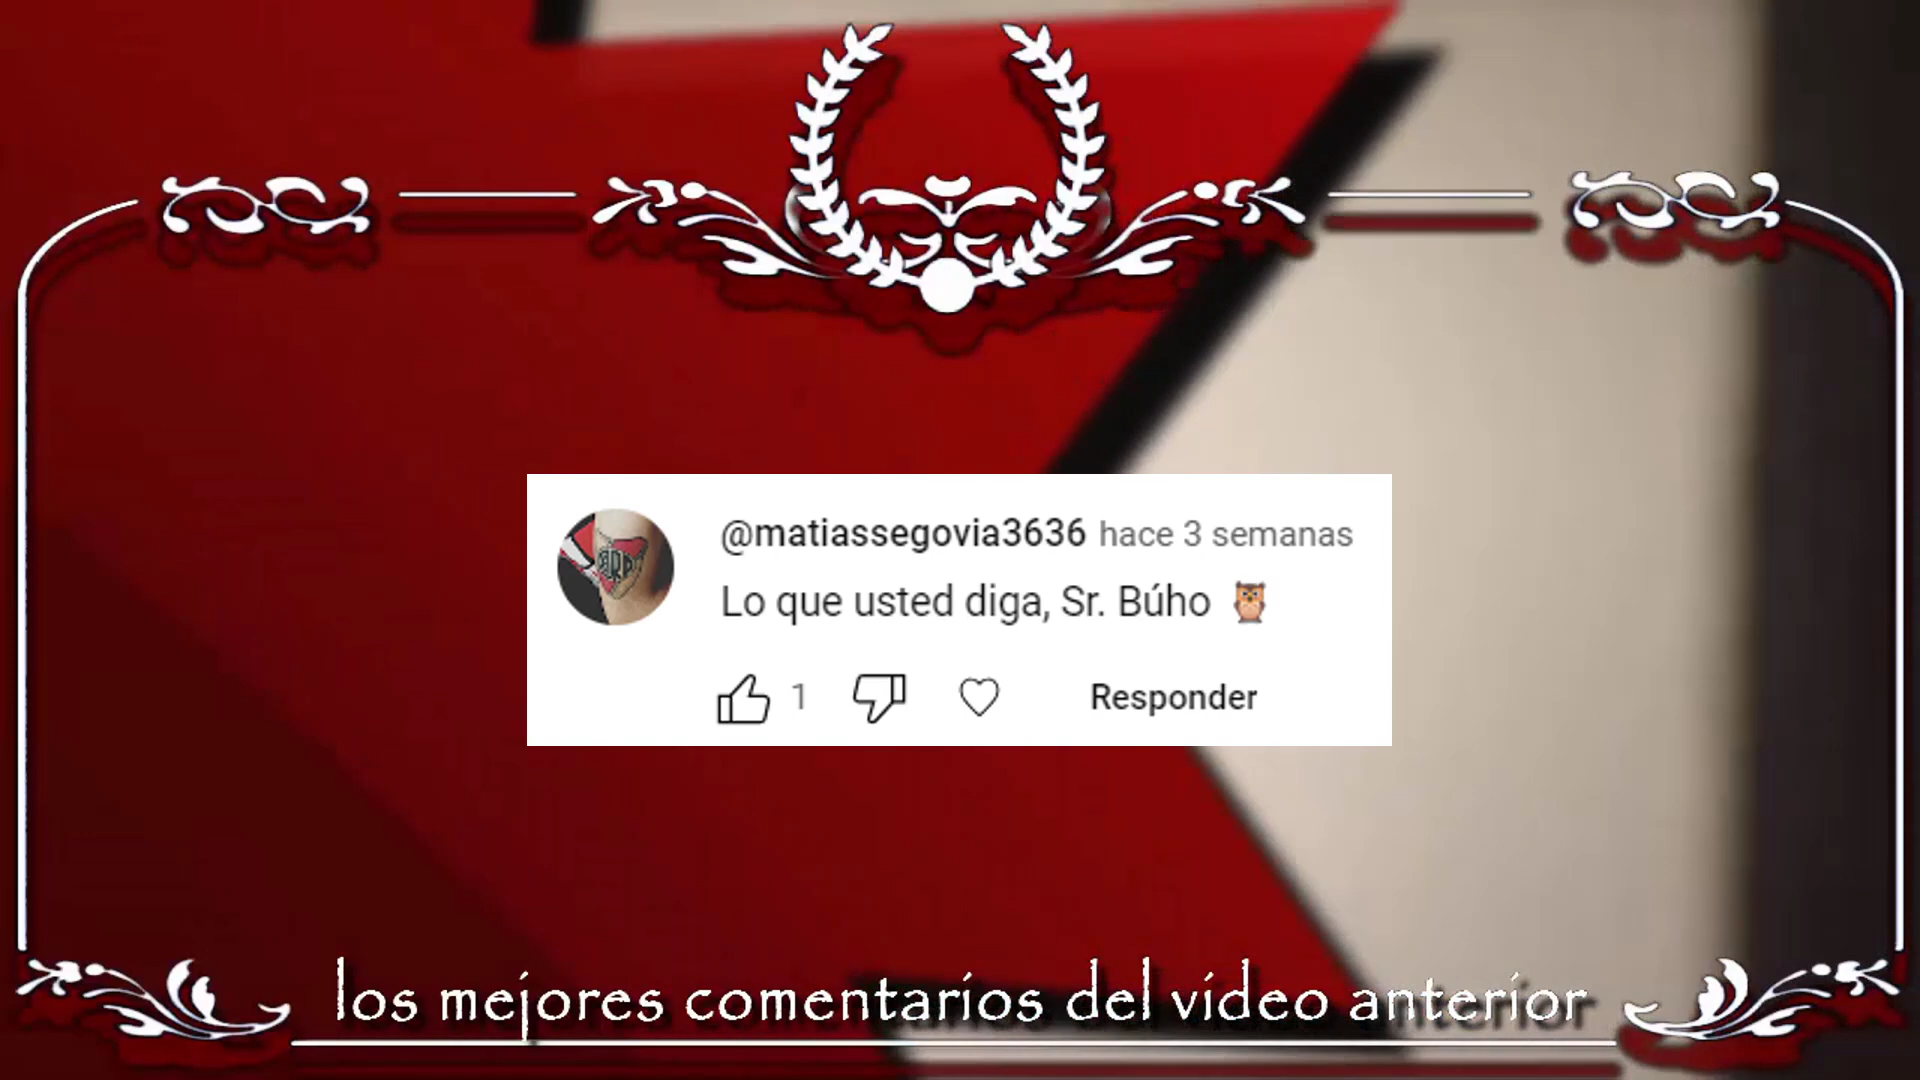 @matiassegovia3636 hace 3 semanas
Lo que usted diga, Sr. Búho 🦉
1
Responder
los mejores comentarios del video anterior